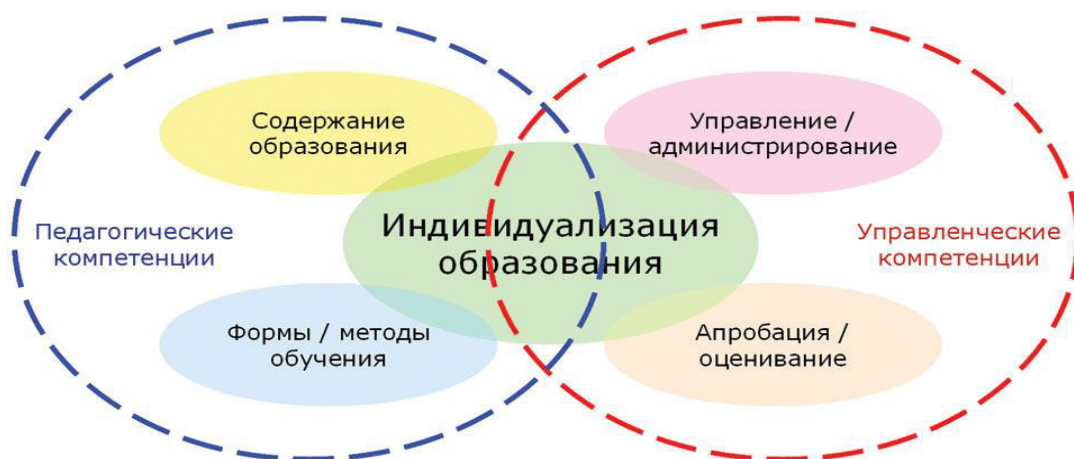 Содержание
образования
Управление /
администрирование
Педагогические
компетенции
Индивидуализация
образования
Управленческие
компетенции
Формы / методы
обучения
Апробация /
оценивание